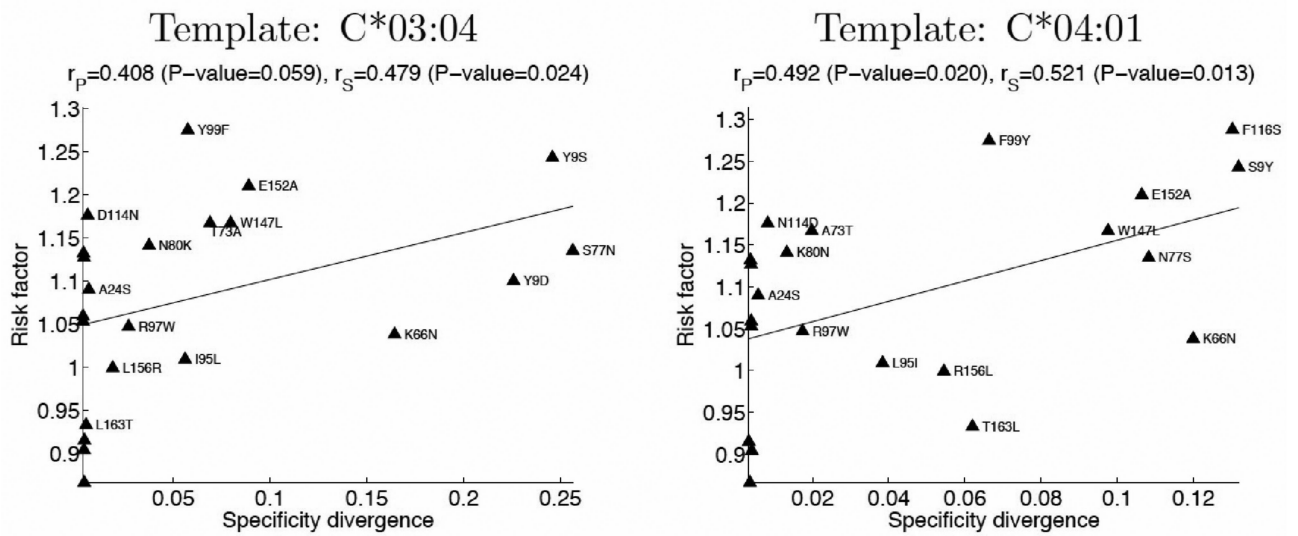 Template: C*03:04
rP=0.408 (P−value=0.059), rS=0.479 (P−value=0.024)
1.3
1.25
1.2
1.15
1.1
1.05
1
0.95
0.9
Risk factor
Y99F
Y9S
E152A
D114N
T73A
W147L
N80K
S77N
A24S
Y9D
R97W
K66N
I95L
L156R
L163T
0.05
0.1
0.15
0.2
0.25
Specificity divergence
Template: C*04:01
rP=0.492 (P−value=0.020), rS=0.521 (P−value=0.013)
1.3
1.25
1.2
1.15
1.1
1.05
1
0.95
0.9
Risk factor
F116S
F99Y
S9Y
E152A
N114D
A73T
W147L
K80N
N77S
A24S
R97W
K66N
L95I
R156L
T163L
0.02
0.04
0.06
0.08
0.1
0.12
Specificity divergence